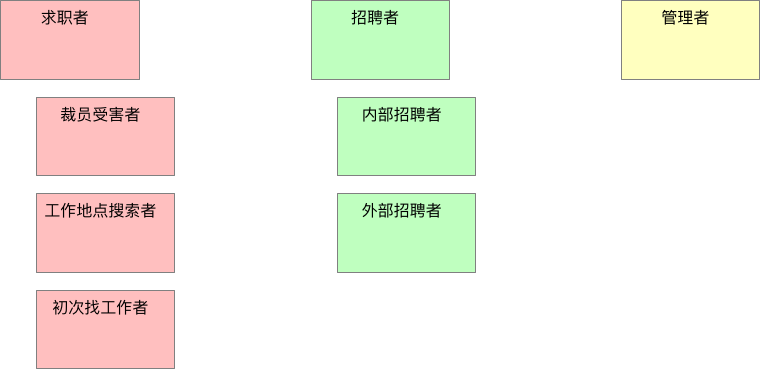 求职者
招聘者
管理者
裁员受害者
内部招聘者
工作地点搜索者
外部招聘者
初次找工作者